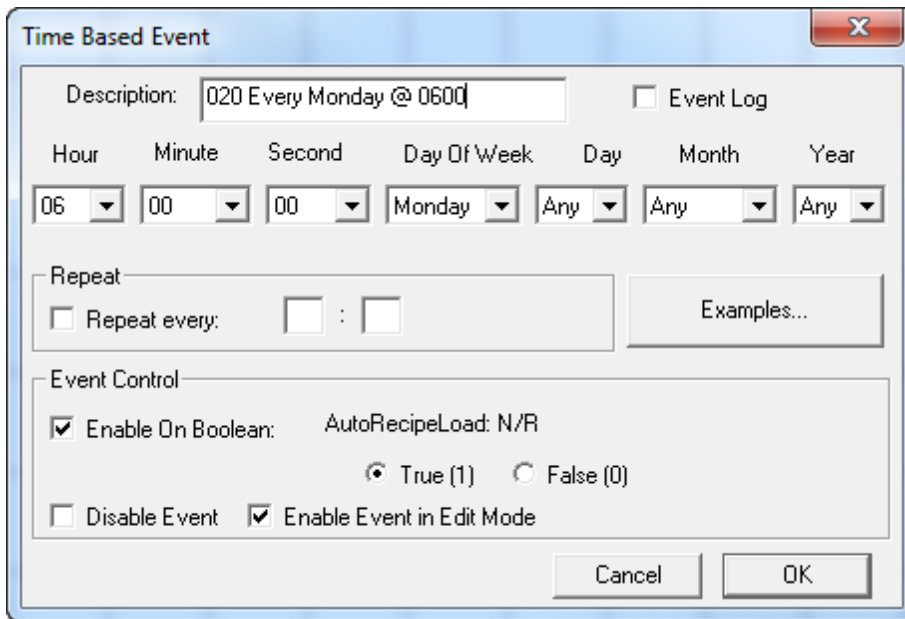 Time Based Event
Description: 020 Every Monday @ 0600 Event Log
Hour Minute Second Day Of Week Day Month Year
06 00 00 Monday Any Any Any
Repeat
Repeat every: :
Examples...
Event Control
Enable On Boolean: AutoRecipeLoad: N/R
True (1) False (0)
Disable Event Enable Event in Edit Mode
Cancel OK